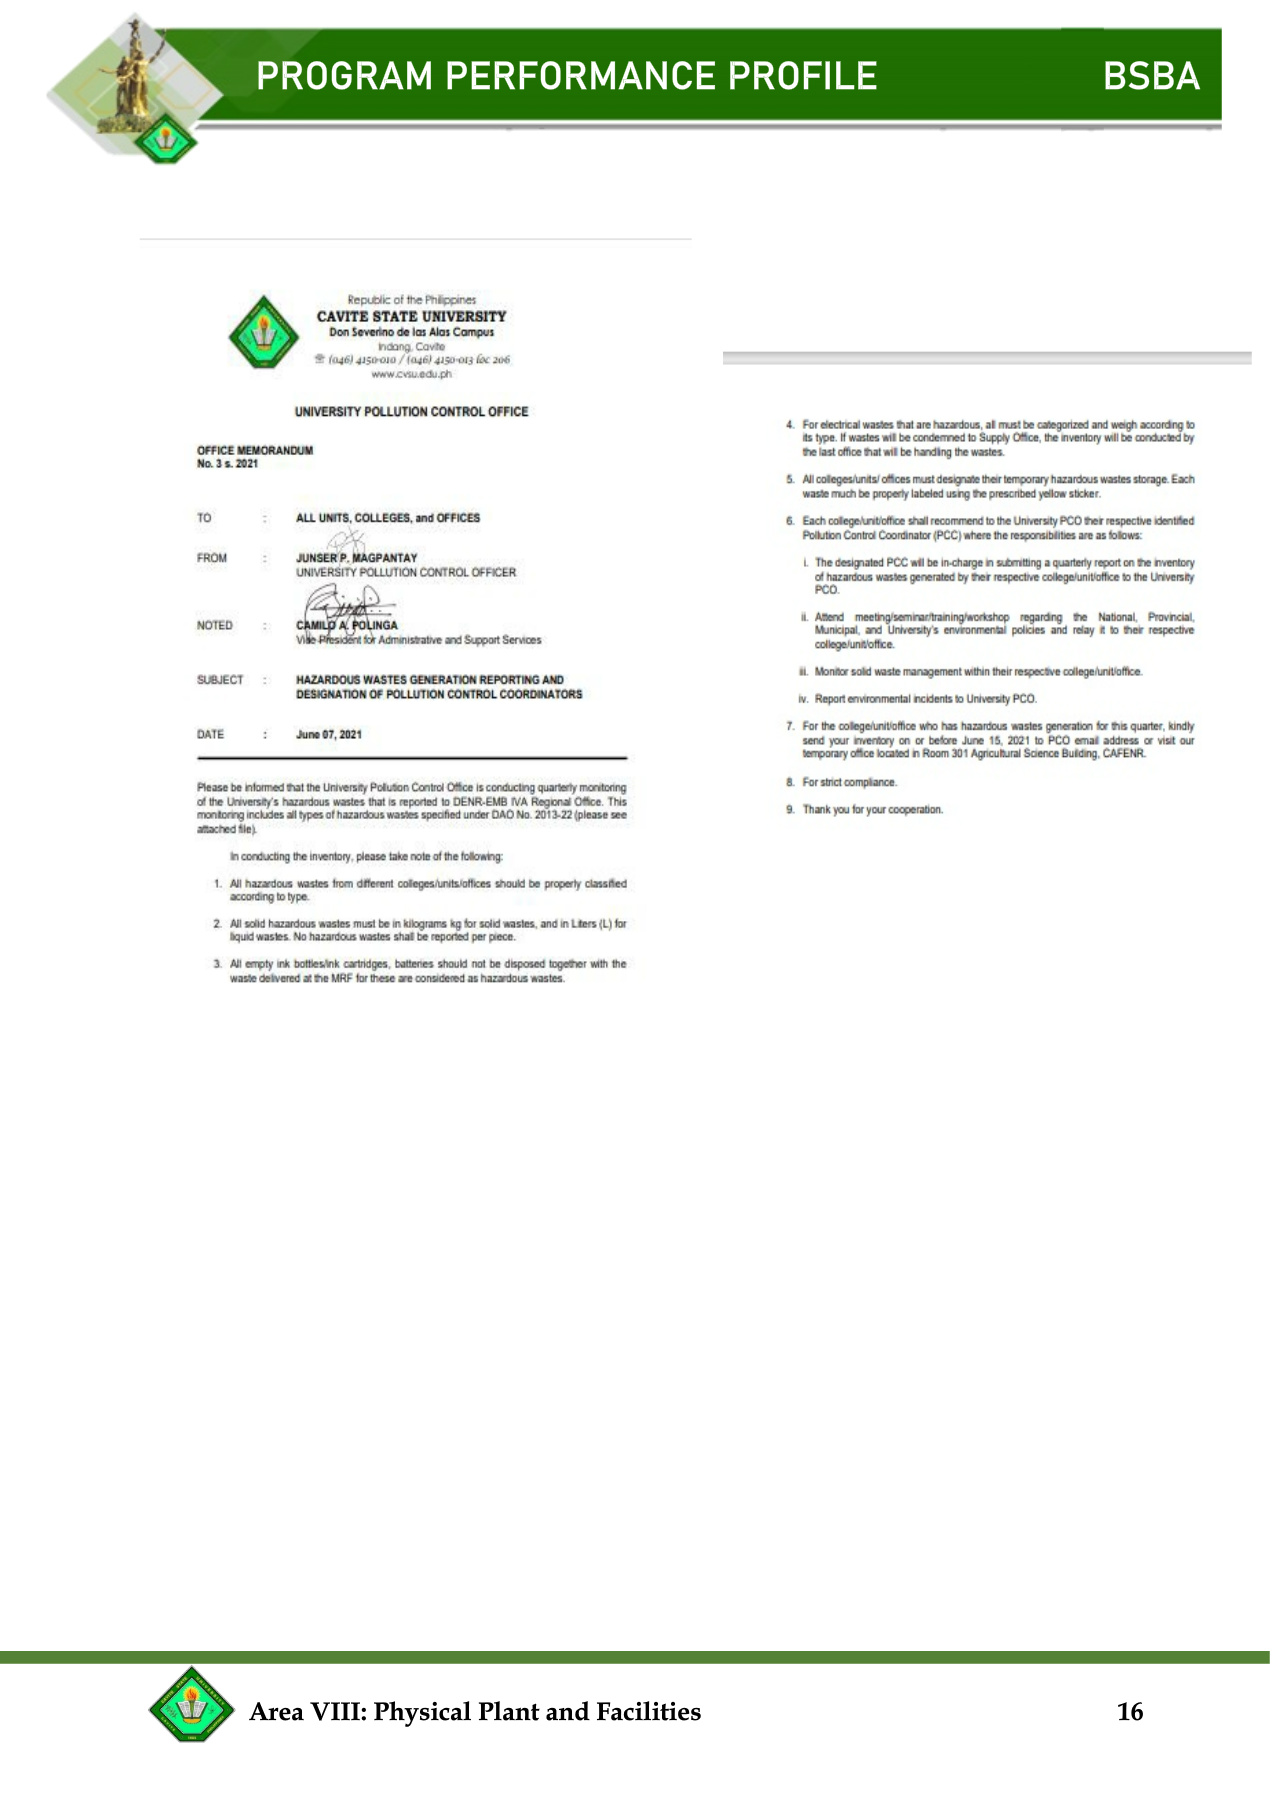 PROGRAM PERFORMANCE PROFILE BSBA
Republic of the Philippines
CAVITE STATE UNIVERSITY
Don Severino de las Alas Campus
Indang, Cavite
☏ (046) 4150-010 / (046) 4150-013 loc 206
www.cvsu.edu.ph
UNIVERSITY POLLUTION CONTROL OFFICE
OFFICE MEMORANDUM
No. 3 s. 2021
TO : ALL UNITS, COLLEGES, and OFFICES
FROM : JUNSER P. MAGPANTAY
UNIVERSITY POLLUTION CONTROL OFFICER
NOTED : CAMILO A. POLINGA
Vice President for Administrative and Support Services
SUBJECT : HAZARDOUS WASTES GENERATION REPORTING AND
DESIGNATION OF POLLUTION CONTROL COORDINATORS
DATE : June 07, 2021
Please be informed that the University Pollution Control Office is conducting quarterly monitoring
of the University's hazardous wastes that is reported to DENR-EMB IVA Regional Office. This
monitoring includes all types of hazardous wastes specified under DAO No. 2013-22 (please see
attached file).
In conducting the inventory, please take note of the following:
1. All hazardous wastes from different colleges/units/offices should be properly classified
according to type.
2. All solid hazardous wastes must be in kilograms kg for solid wastes, and in Liters (L) for
liquid wastes. No hazardous wastes shall be reported per piece.
3. All empty ink bottles/ink cartridges, batteries should not be disposed together with the
waste delivered at the MRF for these are considered as hazardous wastes.
4. For electrical wastes that are hazardous, all must be categorized and weigh according to
its type. If wastes will be condemned to Supply Office, the inventory will be conducted by
the last office that will be handling the wastes.
5. All colleges/units/ offices must designate their temporary hazardous wastes storage. Each
waste much be properly labeled using the prescribed yellow sticker.
6. Each college/unit/office shall recommend to the University PCO their respective identified
Pollution Control Coordinator (PCC) where the responsibilities are as follows:
i. The designated PCC will be in-charge in submitting a quarterly report on the inventory
of hazardous wastes generated by their respective college/unit/office to the University
PCO.
ii. Attend meeting/seminar/training/workshop regarding the National, Provincial,
Municipal, and University's environmental policies and relay it to their respective
college/unit/office.
iii. Monitor solid waste management within their respective college/unit/office.
iv. Report environmental incidents to University PCO.
7. For the college/unit/office who has hazardous wastes generation for this quarter, kindly
send your inventory on or before June 15, 2021 to PCO email address or visit our
temporary office located in Room 301 Agricultural Science Building, CAFENR.
8. For strict compliance.
9. Thank you for your cooperation.
Area VIII: Physical Plant and Facilities 16